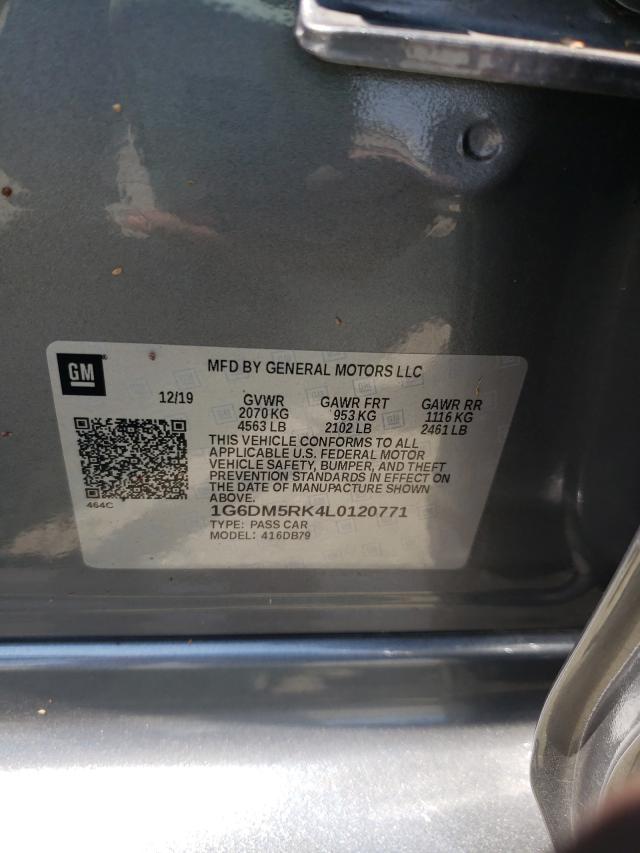 GM
MFD BY GENERAL MOTORS LLC
12/19 GVWR GAWR FRT GAWR RR
2070 KG 953 KG 1116 KG
4563 LB 2102 LB 2461 LB
THIS VEHICLE CONFORMS TO ALL
APPLICABLE U.S. FEDERAL MOTOR
VEHICLE SAFETY, BUMPER, AND THEFT
PREVENTION STANDARDS IN EFFECT ON
THE DATE OF MANUFACTURE SHOWN
ABOVE.
464C
1G6DM5RK4L0120771
TYPE: PASS CAR
MODEL: 416DB79